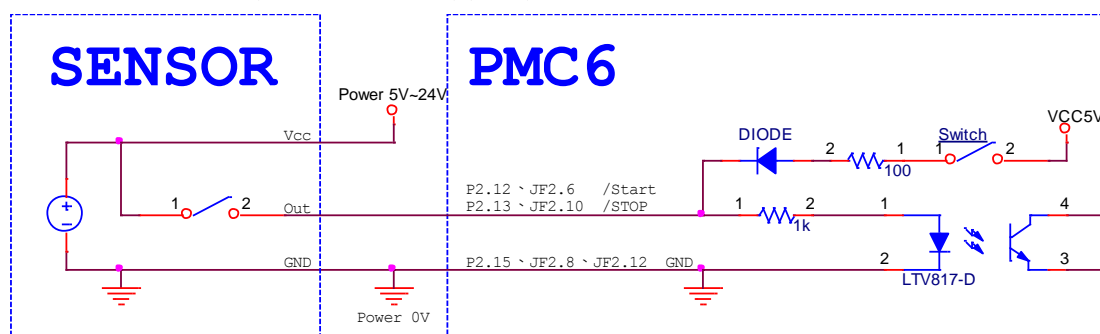 SENSOR
PMC6
Power 5V~24V
VCC5V
Vcc
DIODE
Switch
2
1
1
2
100
1
2
Out
P2.12、JF2.6 /Start
P2.13、JF2.10 /STOP
1
2
1k
1
4
GND
P2.15、JF2.8、JF2.12 GND
2
3
LTV817-D
Power 0V